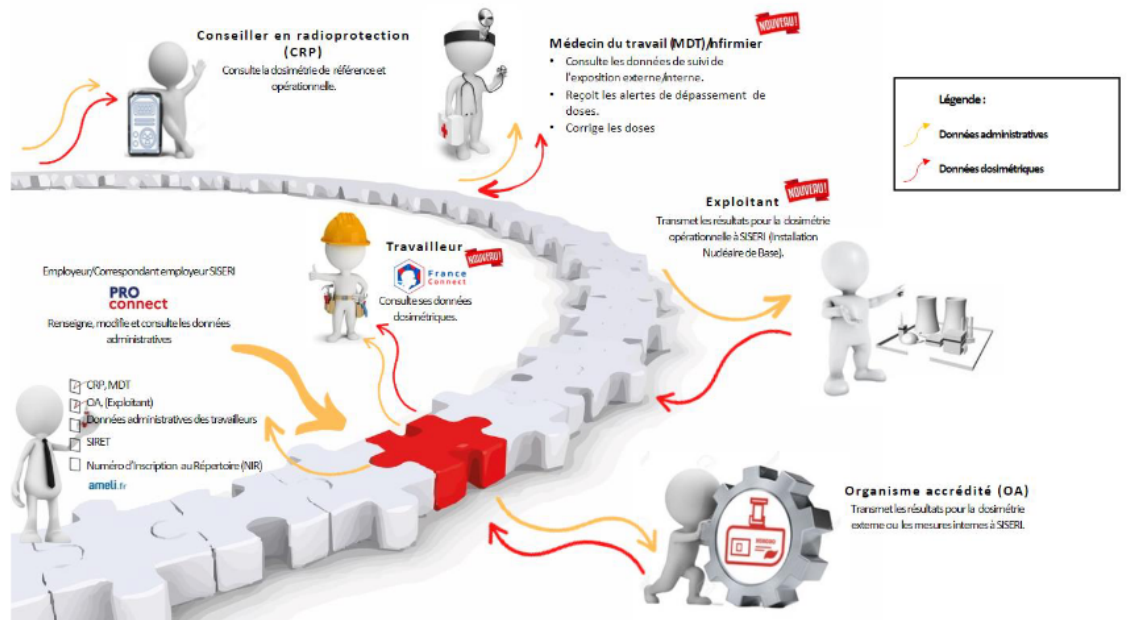 Conseiller en radioprotection
(CRP)
Consulte la dosimétrie de référence et
opérationnelle.
NOUVEAU !
Médecin du travail (MDT)/nfirmier
• Consulte les données de suivi de
l'exposition externe/interne.
• Reçoit les alertes de dépassement de
doses.
• Corrige les doses
Légende :
Données administratives
Données dosimétriques
NOUVEAU !
Exploitant
Transmet les résultats pour la dosimétrie
opérationnelle à SISERI (Installation
Nucléaire de Base).
Travailleur
NOUVEAU !
France
Connect
Consulte ses données
dosimétriques.
Employeur/Correspondant employeur SISERI
PRO
connect
Renseigne, modifie et consulte les données
administratives
CRP, MDT
OA, (Exploitant)
Données administratives des travailleurs
SIRET
Numéro d'Inscription au Répertoire (NIR)
ameli.fr
Organisme accrédité (OA)
Transmet les résultats pour la dosimétrie
externe ou les mesures internes à SISERI.